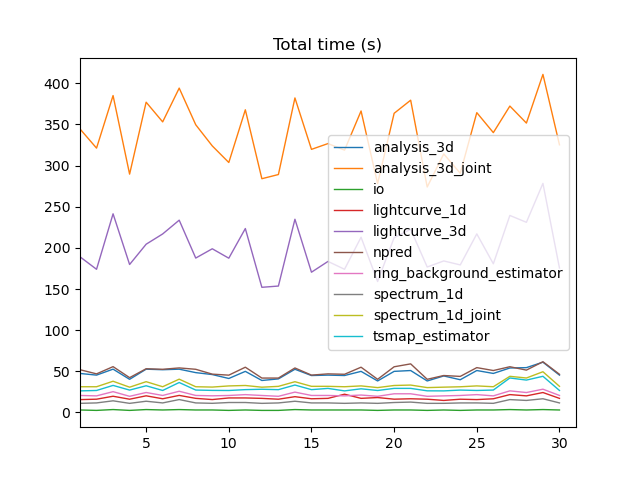 Total time (s)
400
350
300
250
200
150
100
50
0
analysis_3d
analysis_3d_joint
io
lightcurve_1d
lightcurve_3d
npred
ring_background_estimator
spectrum_1d
spectrum_1d_joint
tsmap_estimator
5 10 15 20 25 30